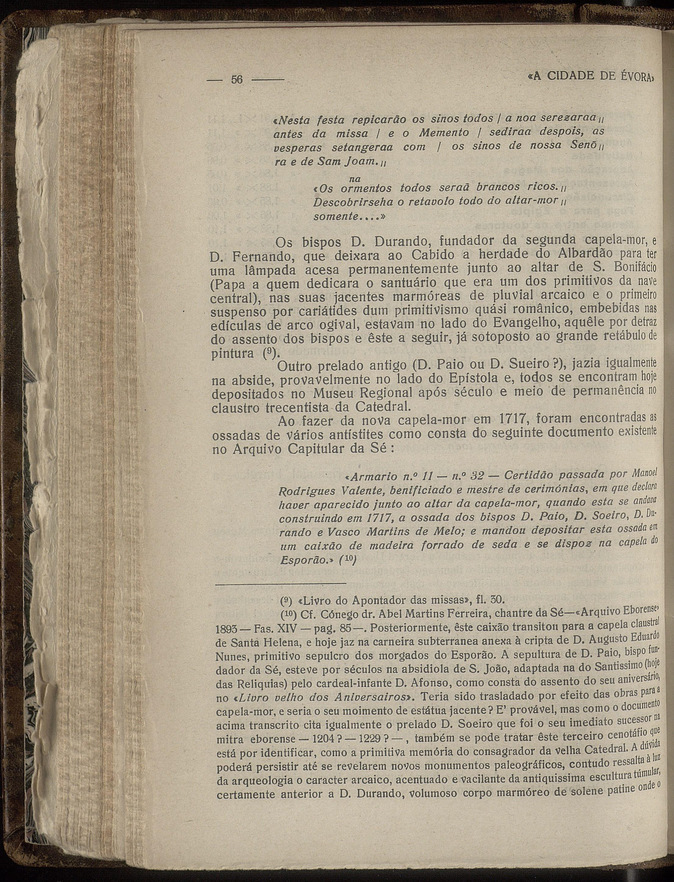 — 56 —— «A CIDADE DE ÉVORA»
«Nesta festa repicarão os sinos todos / a noa serezaraa //
antes da missa / e o Memento / sediraa despois, as
vesperas setangeraa com / os sinos de nossa Senõ //
ra e de Sam Joam. //
na
«Os ormentos todos seraã brancos ricos. //
Descobrirseha o retavolo todo do altar-mor //
somente....»
Os bispos D. Durando, fundador da segunda capela-mor, e
D. Fernando, que deixara ao Cabido a herdade do Albardão para ter
uma lâmpada acesa permanentemente junto ao altar de S. Bonifácio
(Papa a quem dedicara o santuário que era um dos primitivos da nave
central), nas suas jacentes marmóreas de pluvial arcaico e o primeiro
suspenso por cariátides dum primitivismo quási românico, embebidas nas
edículas de arco ogival, estavam no lado do Evangelho, aquêle por detraz
do assento dos bispos e êste a seguir, já sotoposto ao grande retábulo de
pintura (⁹).
Outro prelado antigo (D. Paio ou D. Sueiro?), jazia igualmente
na abside, provavelmente no lado do Epístola e, todos se encontram hoje
depositados no Museu Regional após século e meio de permanência no
claustro trecentista da Catedral.
Ao fazer da nova capela-mor em 1717, foram encontradas as
ossadas de vários antístites como consta do seguinte documento existente
no Arquivo Capitular da Sé :
«Armario n.º II — n.º 32 — Certidão passada por Manoel
Rodrigues Valente, benificiado e mestre de cerimónias, em que declara
haver aparecido junto ao altar da capela-mor, quando esta se andava
construindo em 1717, a ossada dos bispos D. Paio, D. Soeiro, D. Du-
rando e Vasco Martins de Melo; e mandou depositar esta ossada em
um caixão de madeira forrado de seda e se dispoz na capela do
Esporão.» (¹⁰)
(⁹) «Livro do Apontador das missas», fl. 30.
(¹⁰) Cf. Cónego dr. Abel Martins Ferreira, chantre da Sé—«Arquivo Eborense»
1893 — Fas. XIV — pag. 85—. Posteriormente, êste caixão transitou para a capela claustral
de Santa Helena, e hoje jaz na carneira subterranea anexa à cripta de D. Augusto Eduardo
Nunes, primitivo sepulcro dos morgados do Esporão. A sepultura de D. Paio, bispo fun-
dador da Sé, esteve por séculos na absidiola de S. João, adaptada na do Santissimo (hoje
das Reliquias) pelo cardeal-infante D. Afonso, como consta do assento do seu aniversário,
no «Livro velho dos Aniversairos». Teria sido trasladado por efeito das obras para a
capela-mor, e seria o seu moimento de estátua jacente? E' provável, mas como o documento
acima transcrito cita igualmente o prelado D. Soeiro que foi o seu imediato sucessor na
mitra eborense — 1204 ? — 1229 ? — , também se pode tratar êste terceiro cenotáfio que
está por identificar, como a primitiva memória do consagrador da velha Catedral. A dúvida
poderá persistir até se revelarem novos monumentos paleográficos, contudo ressalta à luz
da arqueologia o caracter arcaico, acentuado e vacilante da antiquissima escultura túmular,
certamente anterior a D. Durando, volumoso corpo marmóreo de solene patine onde o